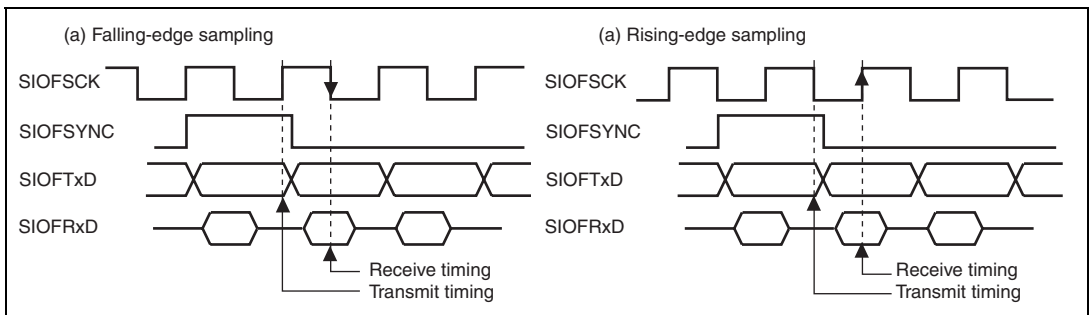 (a) Falling-edge sampling
SIOFSCK
SIOFSYNC
SIOFTxD
SIOFRxD
Receive timing
Transmit timing
(a) Rising-edge sampling
SIOFSCK
SIOFSYNC
SIOFTxD
SIOFRxD
Receive timing
Transmit timing